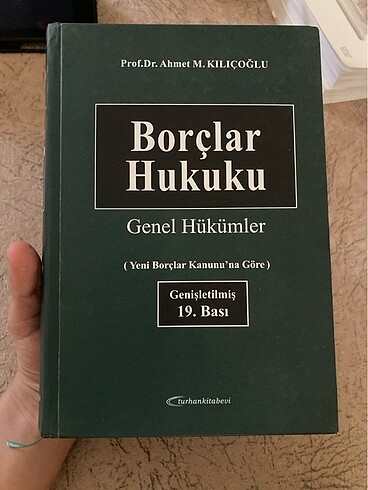 Prof.Dr. Ahmet M. KILIÇOĞLU
Borçlar
Hukuku
Genel Hükümler
( Yeni Borçlar Kanunu'na Göre )
Genişletilmiş
19. Bası
turhankitabevi